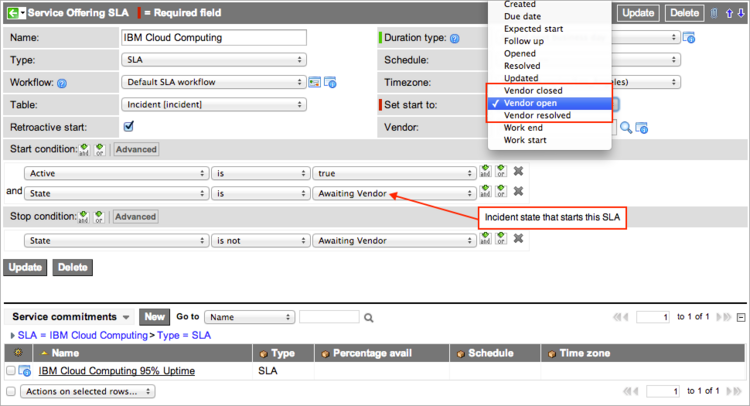 Service Offering SLA = Required field
Update Delete
Name: IBM Cloud Computing
Type: SLA
Workflow: Default SLA workflow
Table: Incident [incident]
Retroactive start:
Duration type:
Schedule:
Timezone: les)
Set start to:
Vendor:
Created
Due date
Expected start
Follow up
Opened
Resolved
Updated
Vendor closed
✓ Vendor open
Vendor resolved
Work end
Work start
Start condition: and or Advanced
Active is true and or
and State is Awaiting Vendor and or
Incident state that starts this SLA
Stop condition: and or Advanced
State is not Awaiting Vendor and or
Update Delete
Service commitments New Go to Name 1 to 1 of 1
SLA = IBM Cloud Computing > Type = SLA
Name Type Percentage avail Schedule Time zone
IBM Cloud Computing 95% Uptime SLA
Actions on selected rows... 1 to 1 of 1